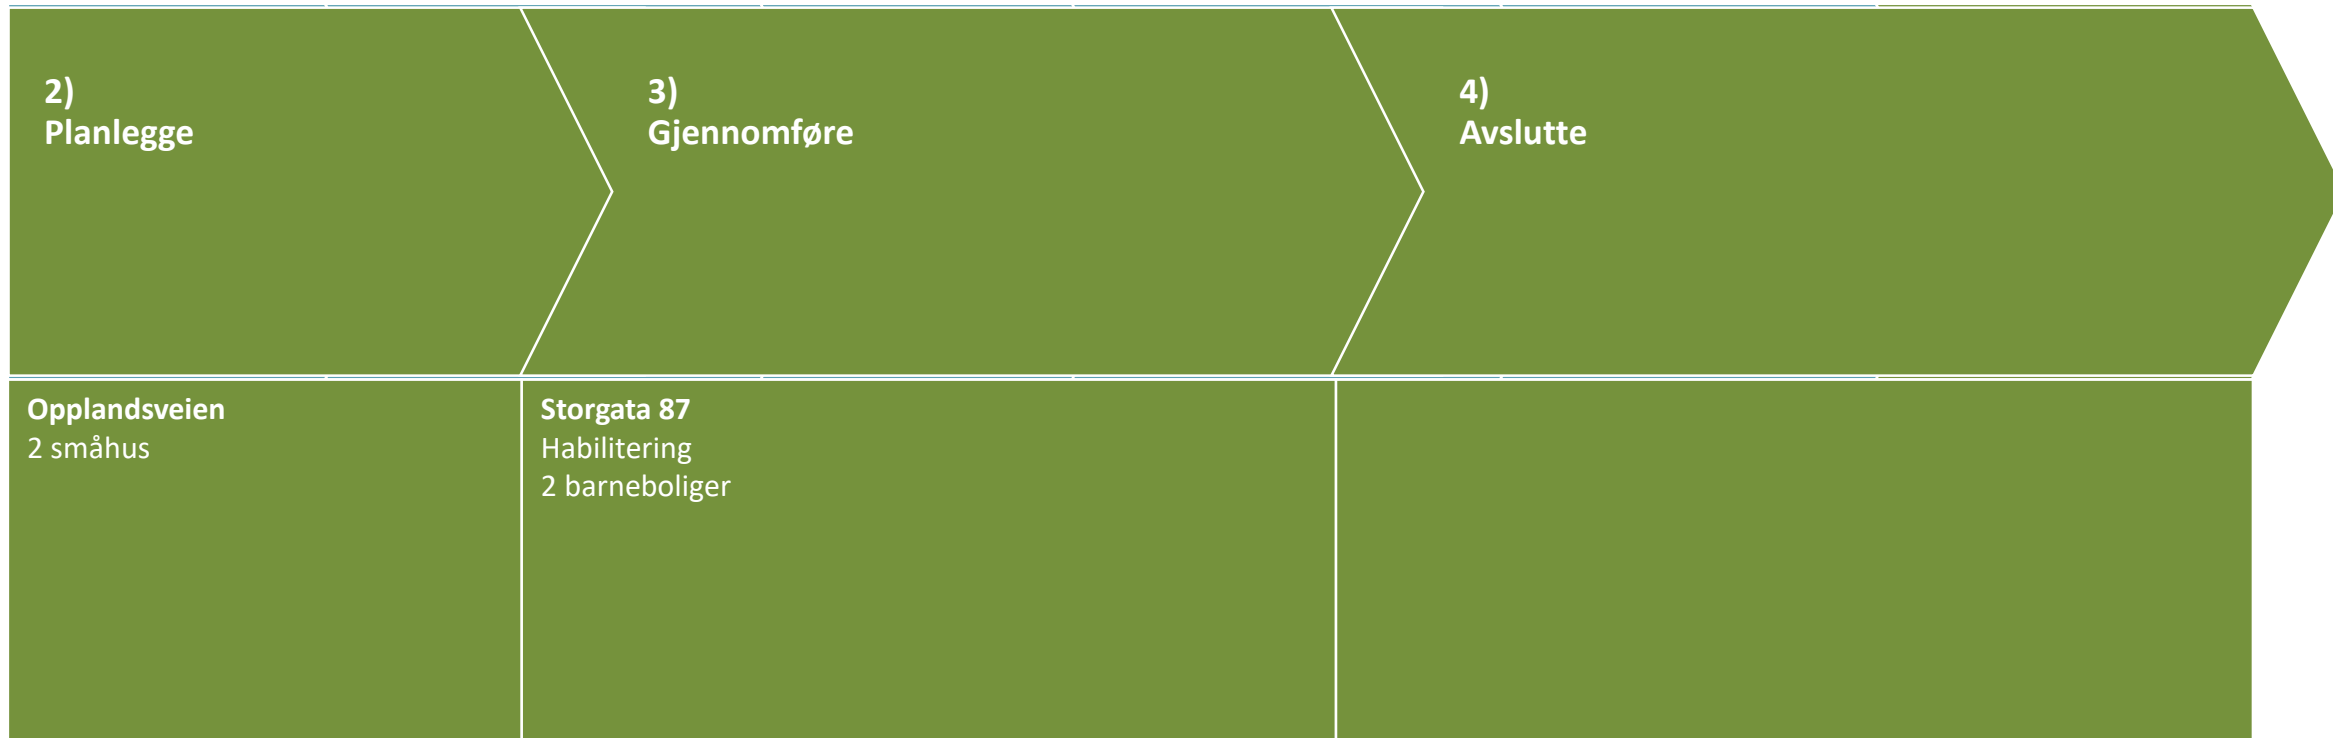 2)
Planlegge
3)
Gjennomføre
4)
Avslutte
Opplandsveien
2 småhus
Storgata 87
Habilitering
2 barneboliger